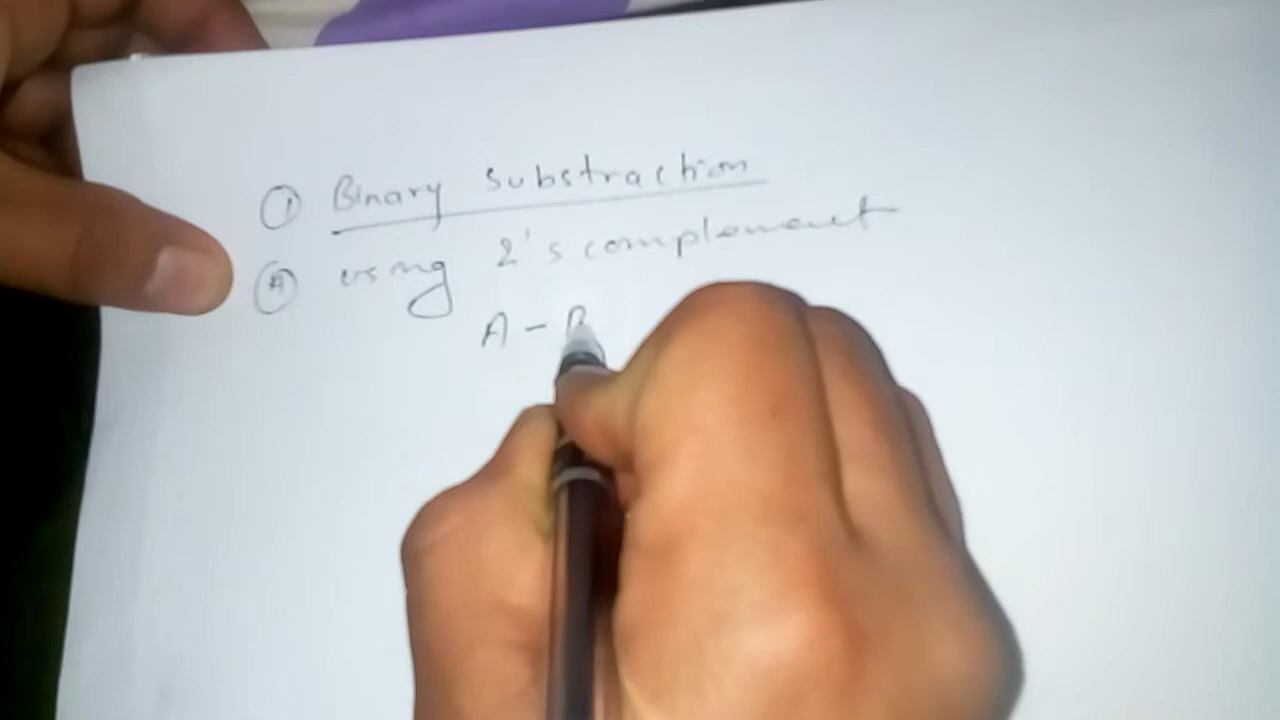 ① Binary Substraction
using 2's complement
A - B